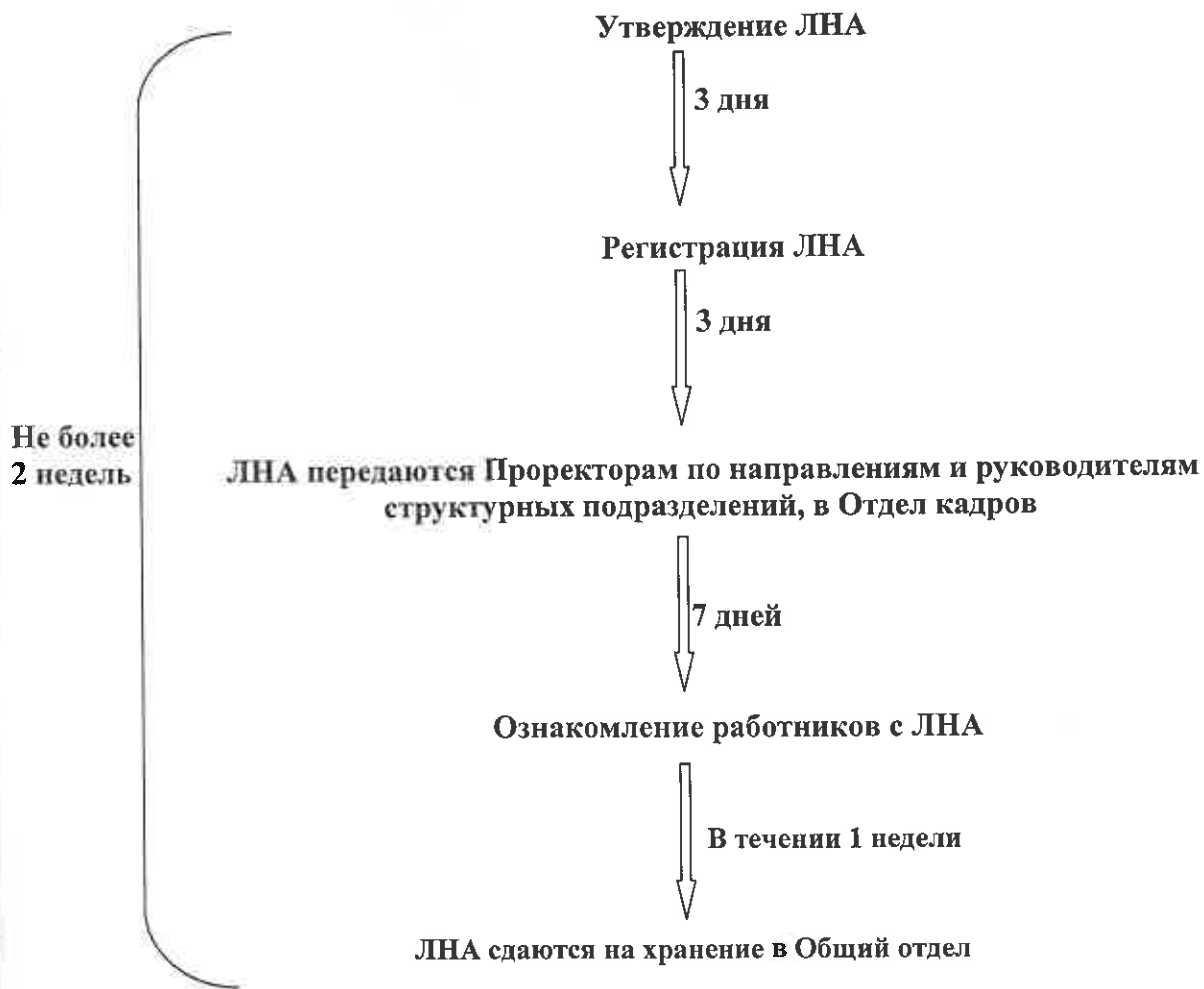 Утверждение ЛНА
3 дня
Регистрация ЛНА
3 дня
Не более
2 недель
ЛНА передаются Проректорам по направлениям и руководителям
структурных подразделений, в Отдел кадров
7 дней
Ознакомление работников с ЛНА
В течении 1 недели
ЛНА сдаются на хранение в Общий отдел